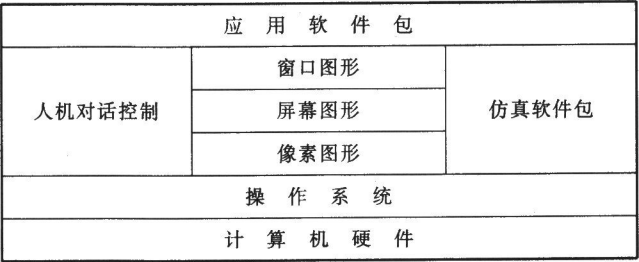 应用软件包
窗口图形
人机对话控制
屏幕图形
仿真软件包
像素图形
操作系统
计算机硬件